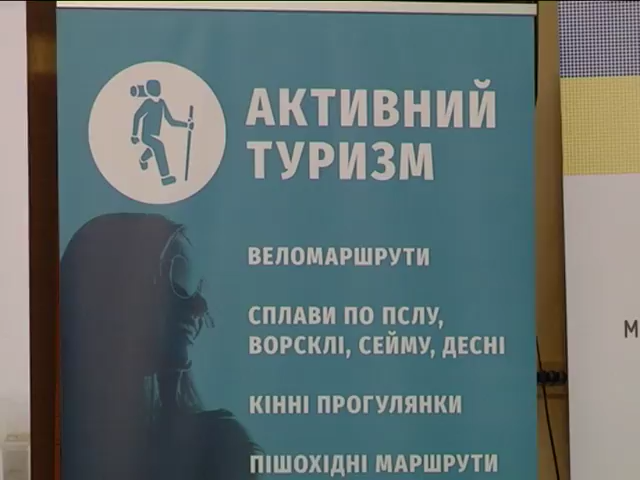 АКТИВНИЙ
ТУРИЗМ
ВЕЛОМАРШРУТИ
СПЛАВИ ПО ПСЛУ,
ВОРСКЛІ, СЕЙМУ, ДЕСНІ
КІННІ ПРОГУЛЯНКИ
ПІШОХІДНІ МАРШРУТИ